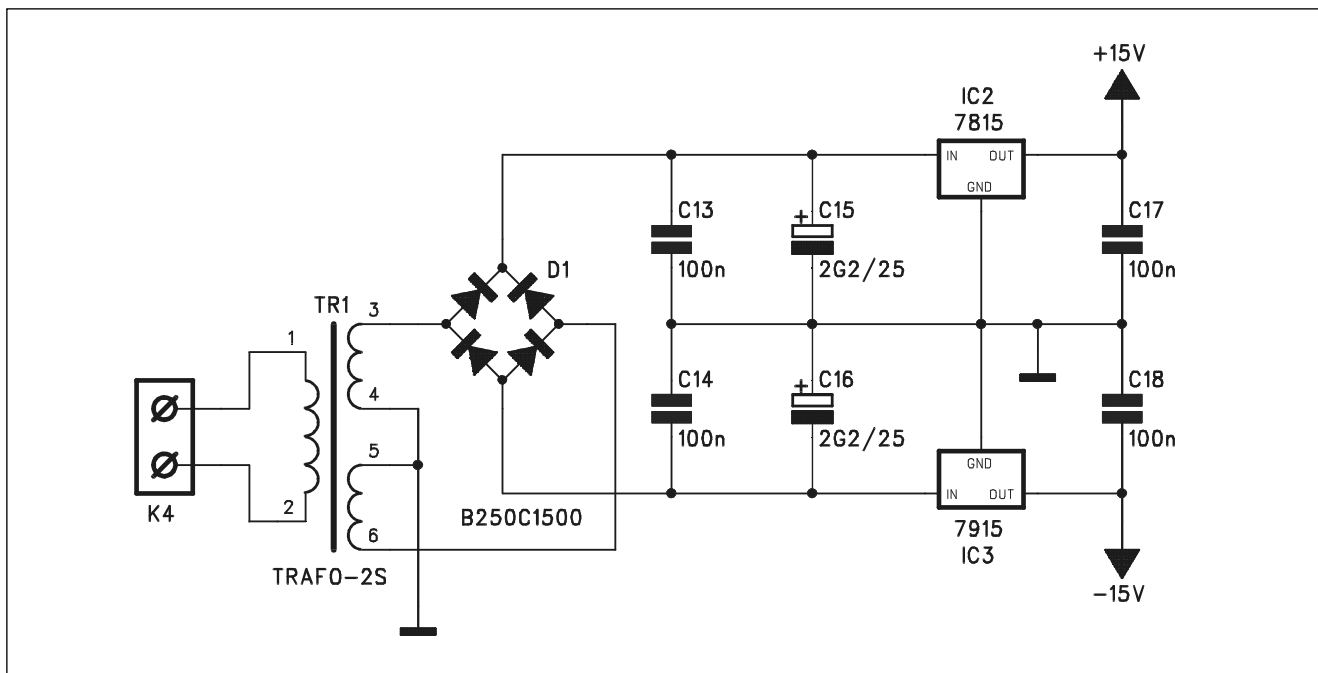 +15V
IC2
7815
IN OUT
GND
C13
100n
C15
+
2G2/25
C17
100n
D1
TR1
3
1
4
C14
100n
C16
+
2G2/25
C18
100n
5
GND
IN OUT
2
6
K4
B250C1500
7915
IC3
TRAFO-2S
-15V